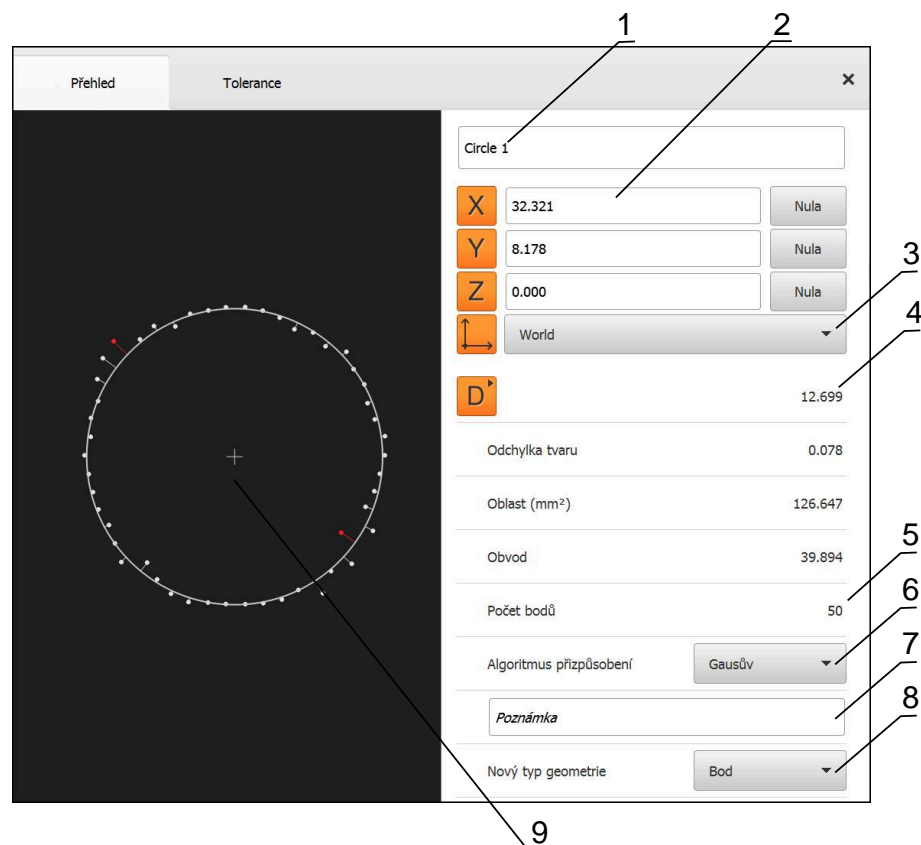 1 2
Přehled Tolerance ×
Circle 1
X 32.321 Nula
Y 8.178 Nula
3
Z 0.000 Nula
4
World
D 12.699
Odchylka tvaru 0.078
Oblast (mm²) 126.647
5
Obvod 39.894
6
Počet bodů 50
7
Algoritmus přizpůsobení Gausův
8
Poznámka
Nový typ geometrie Bod
9